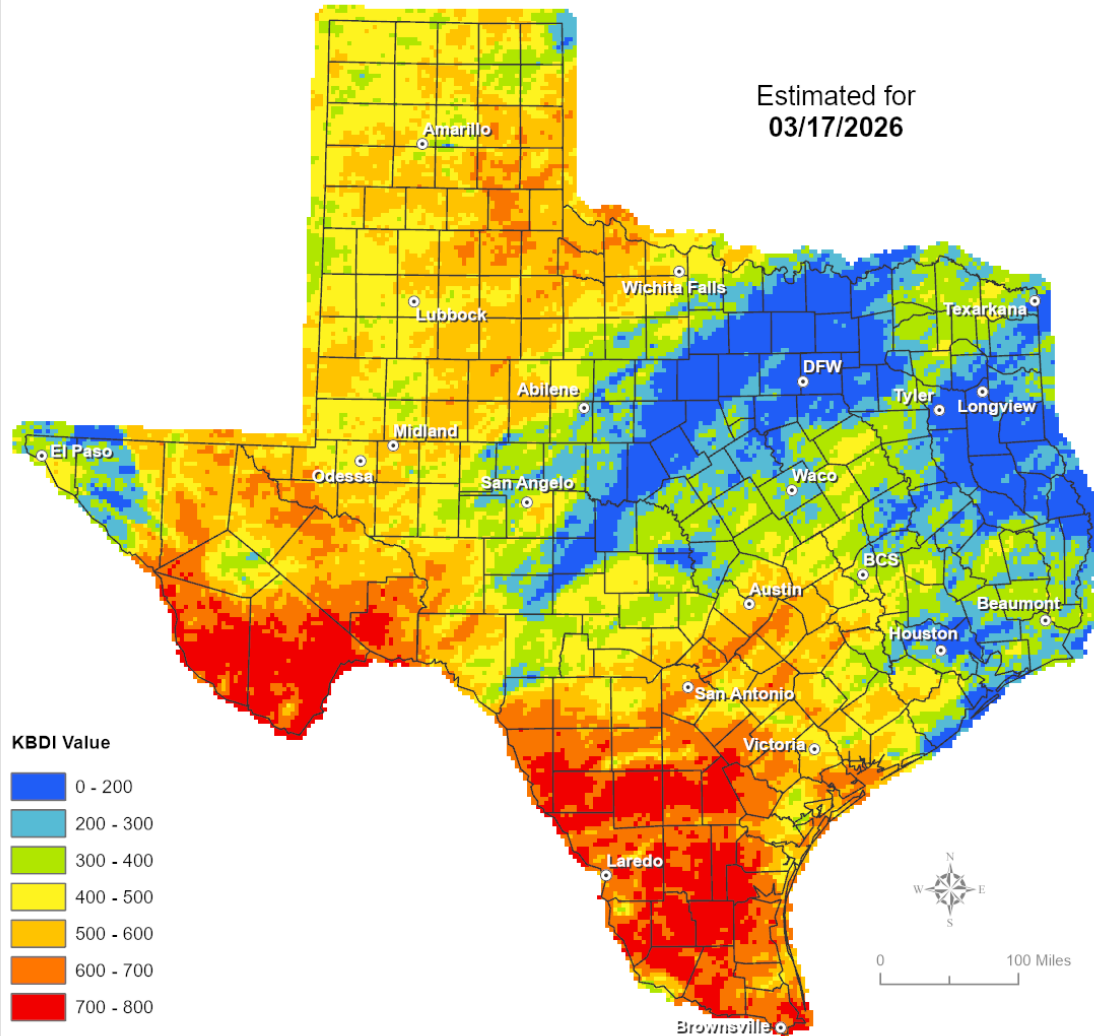 Estimated for
03/17/2026
Amarillo
Wichita Falls
Texarkana
Lubbock
DFW
Abilene
Tyler
Longview
El Paso
Midland
Odessa
San Angelo
Waco
BCS
Austin
Beaumont
Houston
San Antonio
Victoria
KBDI Value
0 - 200
200 - 300
300 - 400
400 - 500
500 - 600
600 - 700
700 - 800
Laredo
N
W E
S
0 100 Miles
Brownsville